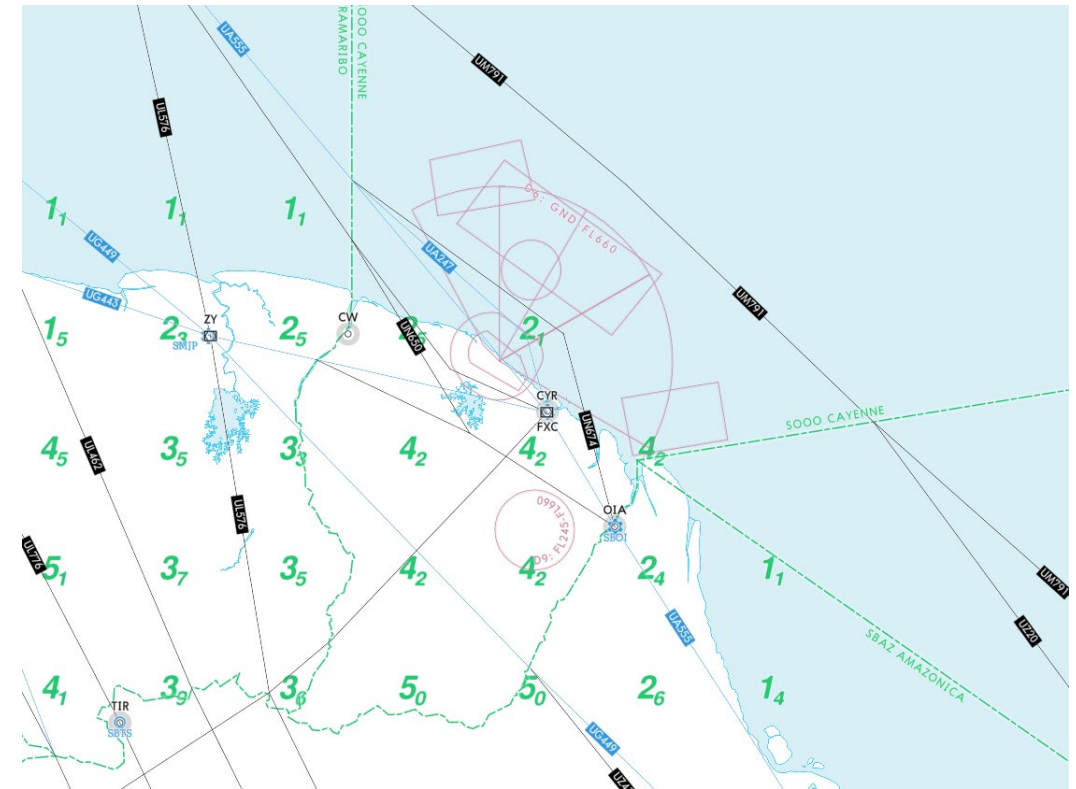 UA555
OOO CAYENNE
RAMARIBO
UM791
UL576
1₁
1₁
1₁
D6: GND-FL660
UG449
UA247
UG443
UM791
1₅
ZY
2₃
SMJP
2₅
CW
UN650
2₁
CYR
FXC
UN674
SOOO CAYENNE
4₅
UL462
3₅
3₃
4₂
4₂
4₂
UL576
D9: FL245-FL660
OIA
SBOI
UL776
5₁
3₇
3₅
4₂
4₂
2₄
1₁
UM791
UZ20
UA555
SBAZ AMAZONICA
4₁
TIR
SBTS
3₉
3₆
5₀
5₀
2₆
1₄
UG449